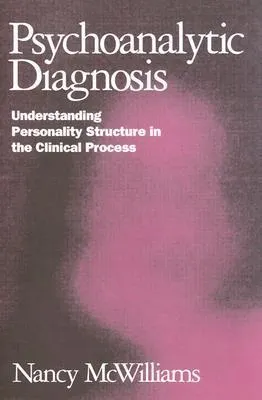 Psychoanalytic
Diagnosis
Understanding
Personality Structure in
the Clinical Process
Nancy McWilliams